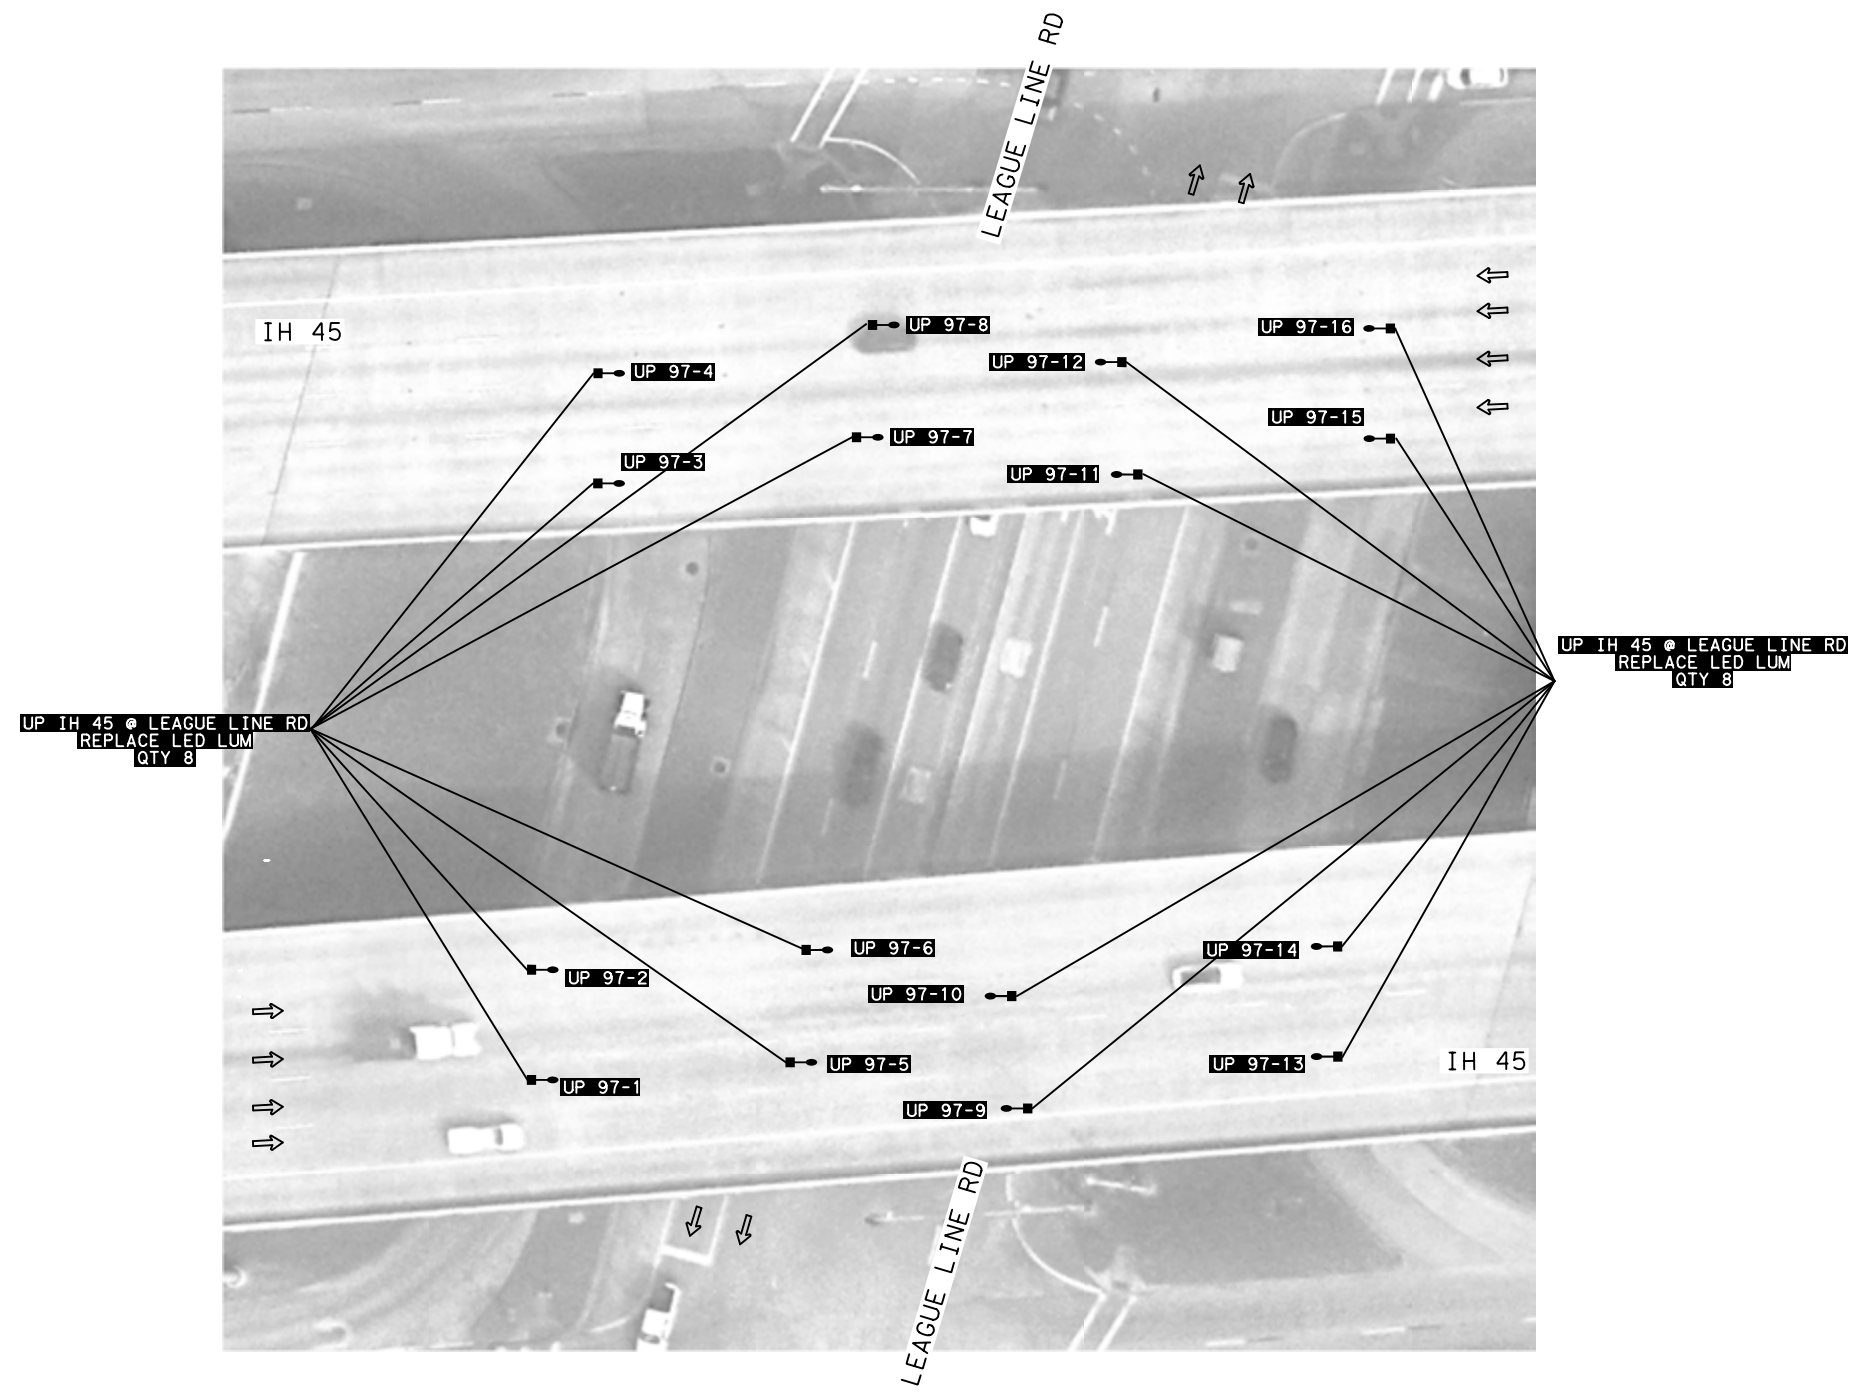 LEAGUE LINE RD
IH 45
UP 97-8
UP 97-16
UP 97-12
UP 97-4
UP 97-15
UP 97-7
UP 97-3
UP 97-11
UP IH 45 @ LEAGUE LINE RD
REPLACE LED LUM
QTY 8
UP IH 45 @ LEAGUE LINE RD
REPLACE LED LUM
QTY 8
UP 97-6
UP 97-14
UP 97-2
UP 97-10
UP 97-5
UP 97-13
IH 45
UP 97-1
UP 97-9
LEAGUE LINE RD